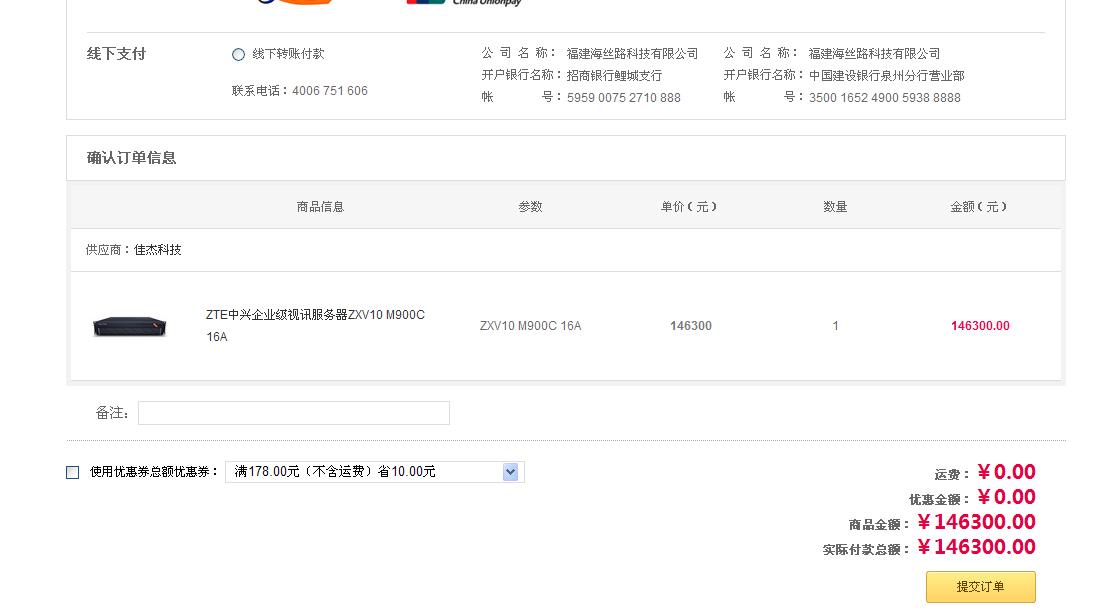 China Unionpay
线下支付 线下转账付款 公 司 名 称： 福建海丝路科技有限公司 公 司 名 称： 福建海丝路科技有限公司
开户银行名称：招商银行鲤城支行 开户银行名称：中国建设银行泉州分行营业部
联系电话：4006 751 606
帐 号：5959 0075 2710 888 帐 号：3500 1652 4900 5938 8888
确认订单信息
商品信息 参数 单价（元） 数量 金额（元）
供应商：佳杰科技
ZTE中兴企业级视讯服务器ZXV10 M900C
16A
ZXV10 M900C 16A 146300 1 146300.00
备注：
使用优惠券总额优惠券： 满178.00元（不含运费）省10.00元
运费：￥0.00
优惠金额：￥0.00
商品金额：￥146300.00
实际付款总额：￥146300.00
提交订单